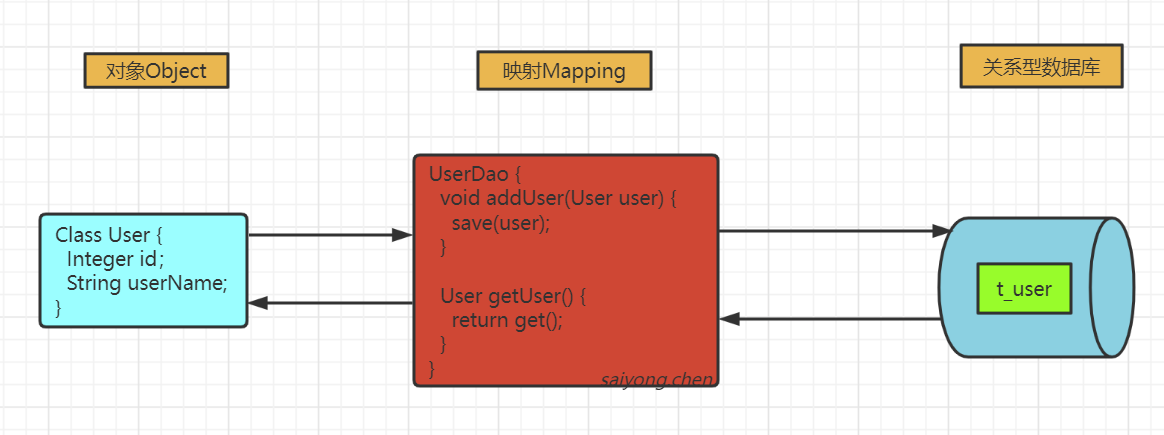 对象Object
映射Mapping
关系型数据库
Class User {
Integer id;
String userName;
}
UserDao {
void addUser(User user) {
save(user);
}
User getUser() {
return get();
}
}
saiyong.chen
t_user